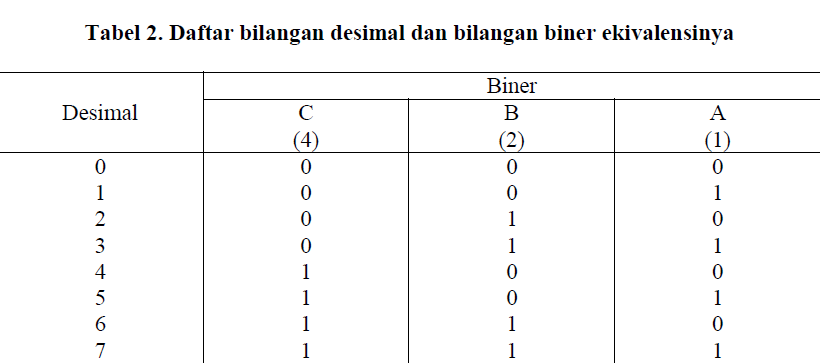 Tabel 2. Daftar bilangan desimal dan bilangan biner ekivalensinya
Desimal Biner
C B A
(4) (2) (1)
0 0 0 0
1 0 0 1
2 0 1 0
3 0 1 1
4 1 0 0
5 1 0 1
6 1 1 0
7 1 1 1